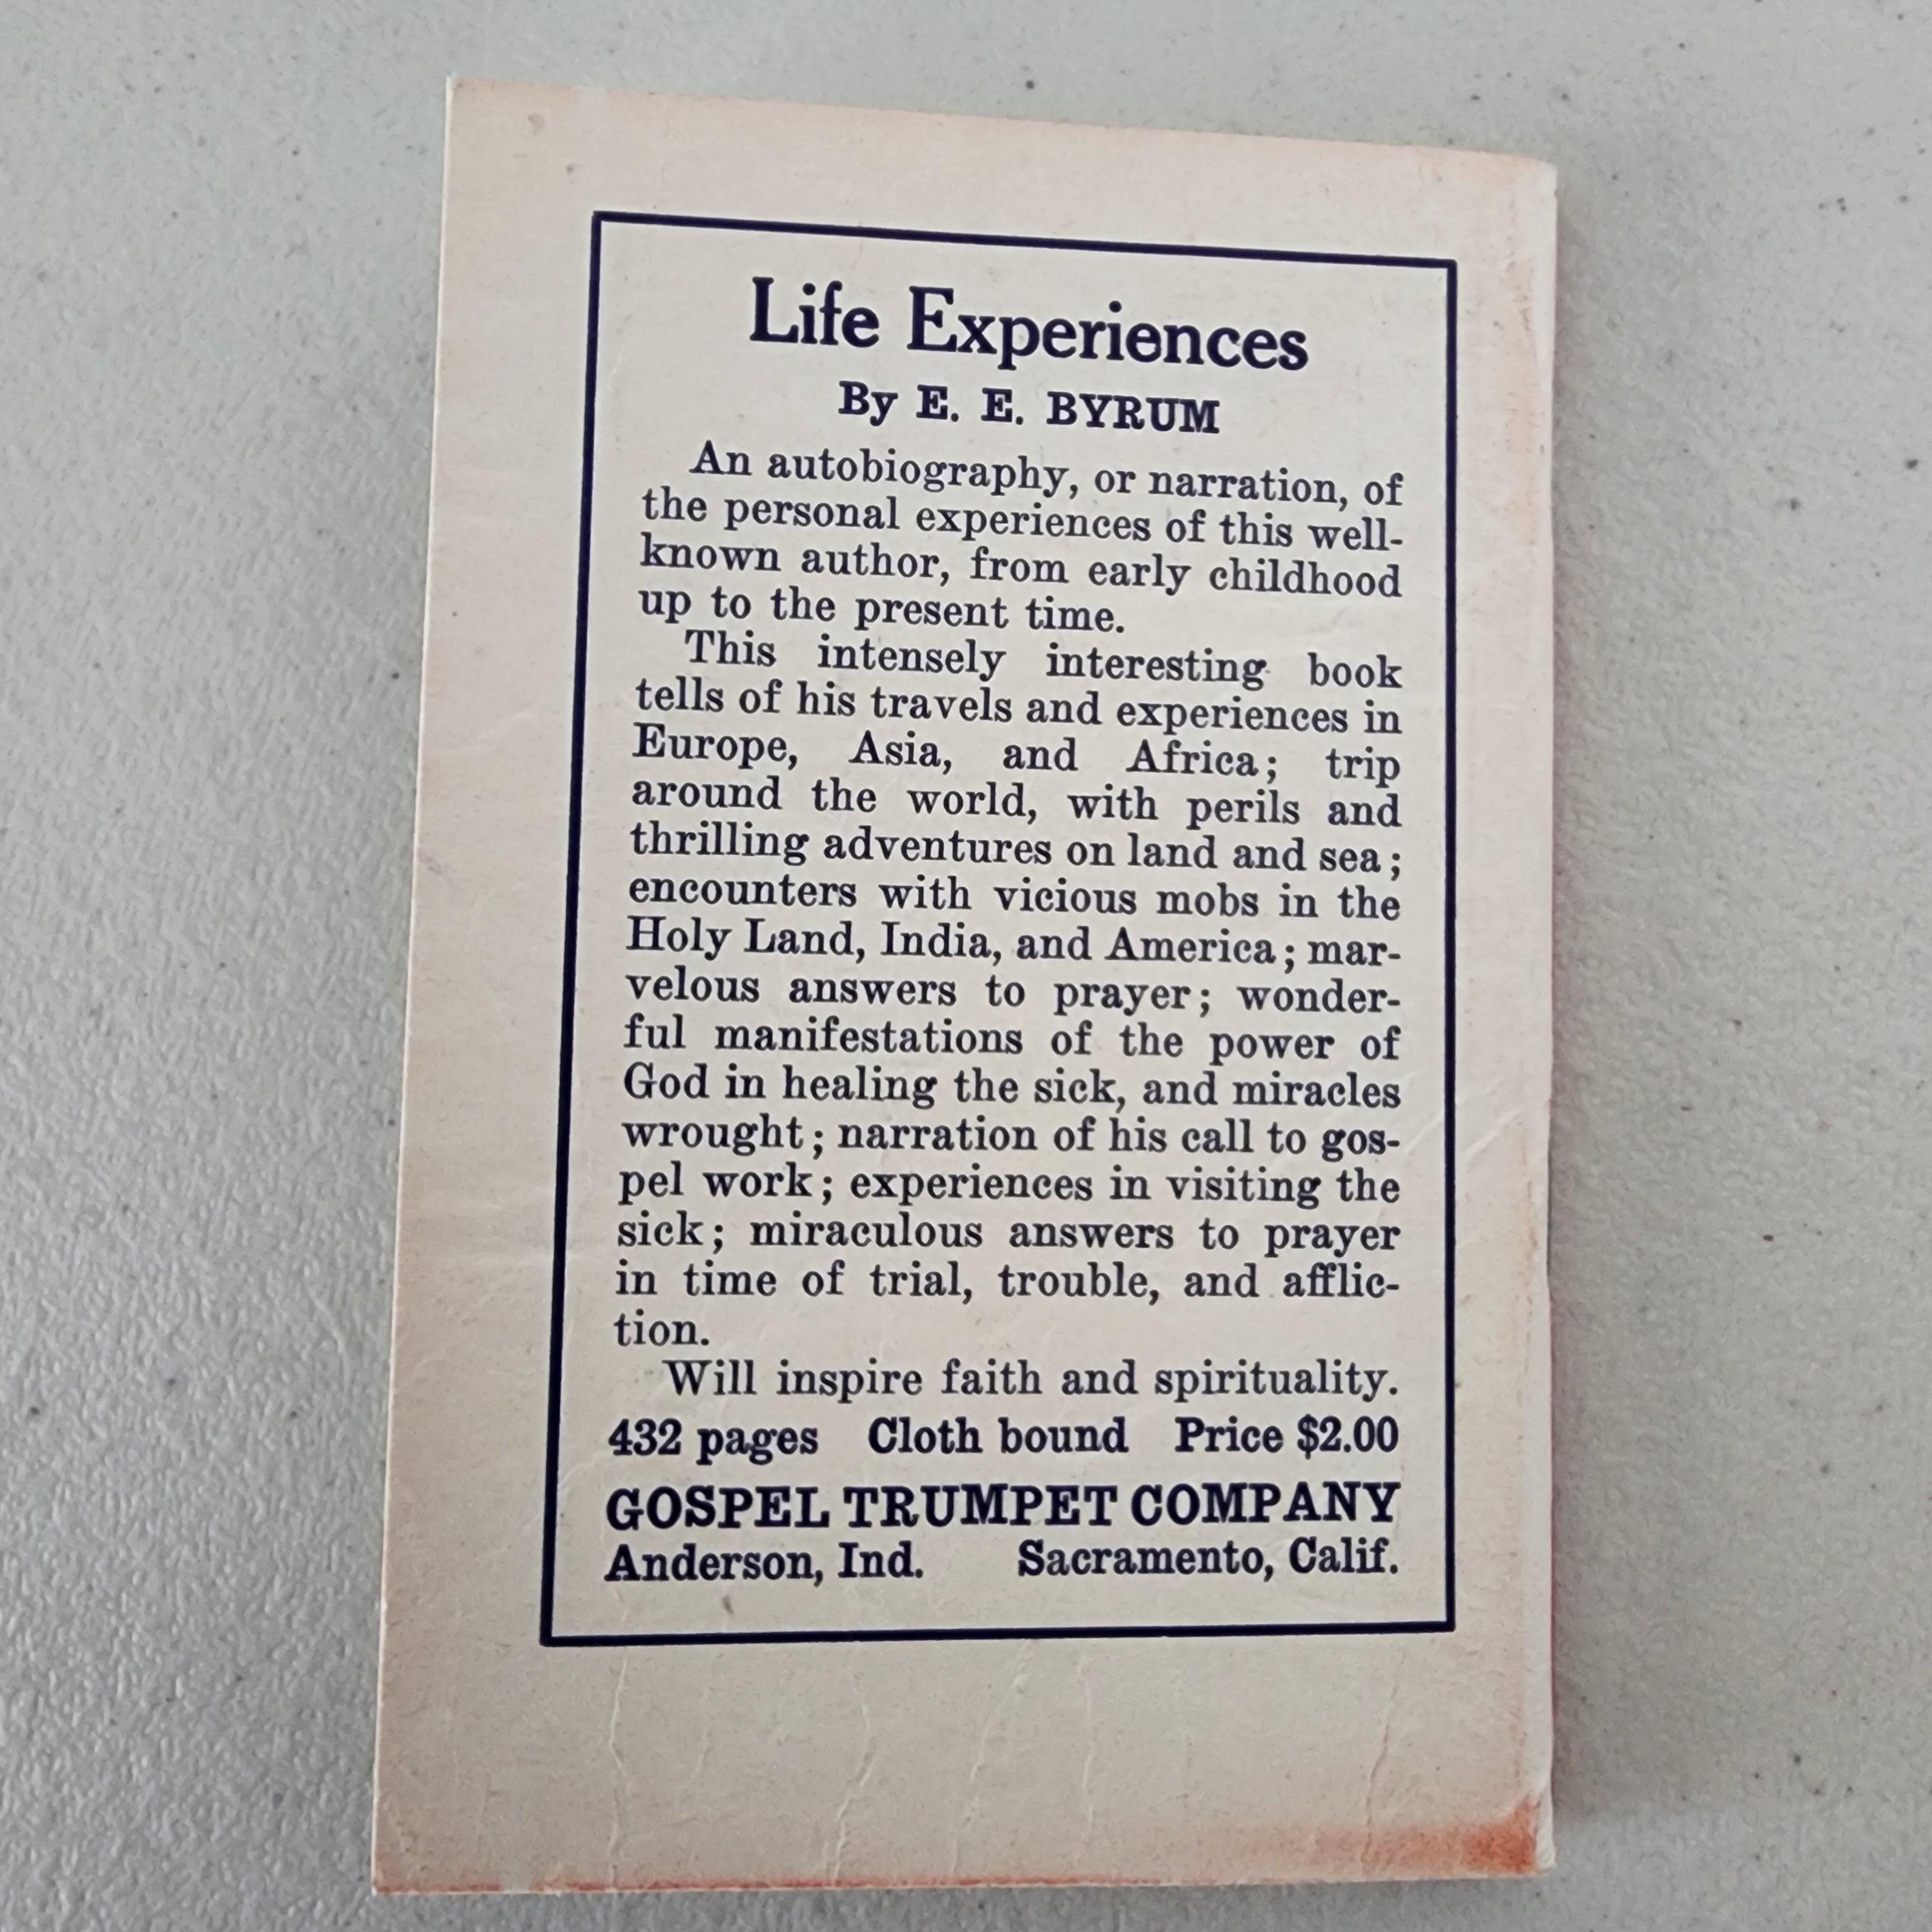 Life Experiences
By E. E. BYRUM
An autobiography, or narration, of
the personal experiences of this well-
known author, from early childhood
up to the present time.
This intensely interesting book
tells of his travels and experiences in
Europe, Asia, and Africa; trip
around the world, with perils and
thrilling adventures on land and sea;
encounters with vicious mobs in the
Holy Land, India, and America; mar-
velous answers to prayer; wonder-
ful manifestations of the power of
God in healing the sick, and miracles
wrought; narration of his call to gos-
pel work; experiences in visiting the
sick; miraculous answers to prayer
in time of trial, trouble, and afflic-
tion.
Will inspire faith and spirituality.
432 pages Cloth bound Price $2.00
GOSPEL TRUMPET COMPANY
Anderson, Ind. Sacramento, Calif.